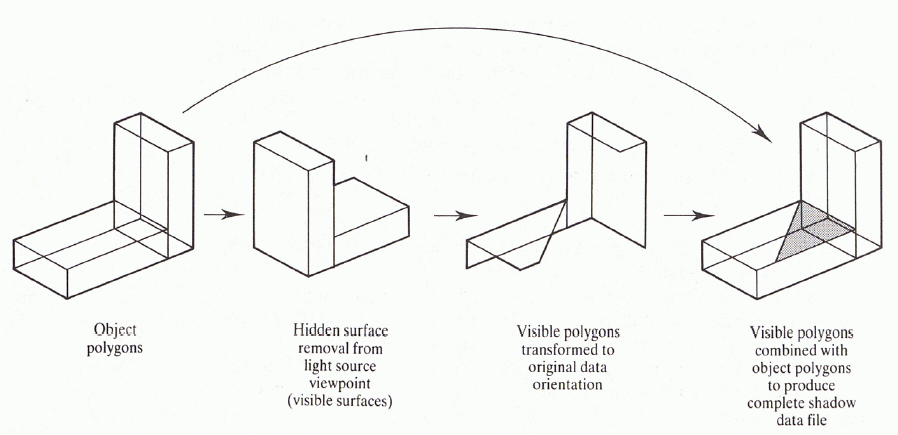 Object
polygons
Hidden surface
removal from
light source
viewpoint
(visible surfaces)
Visible polygons
transformed to
original data
orientation
Visible polygons
combined with
object polygons
to produce
complete shadow
data file